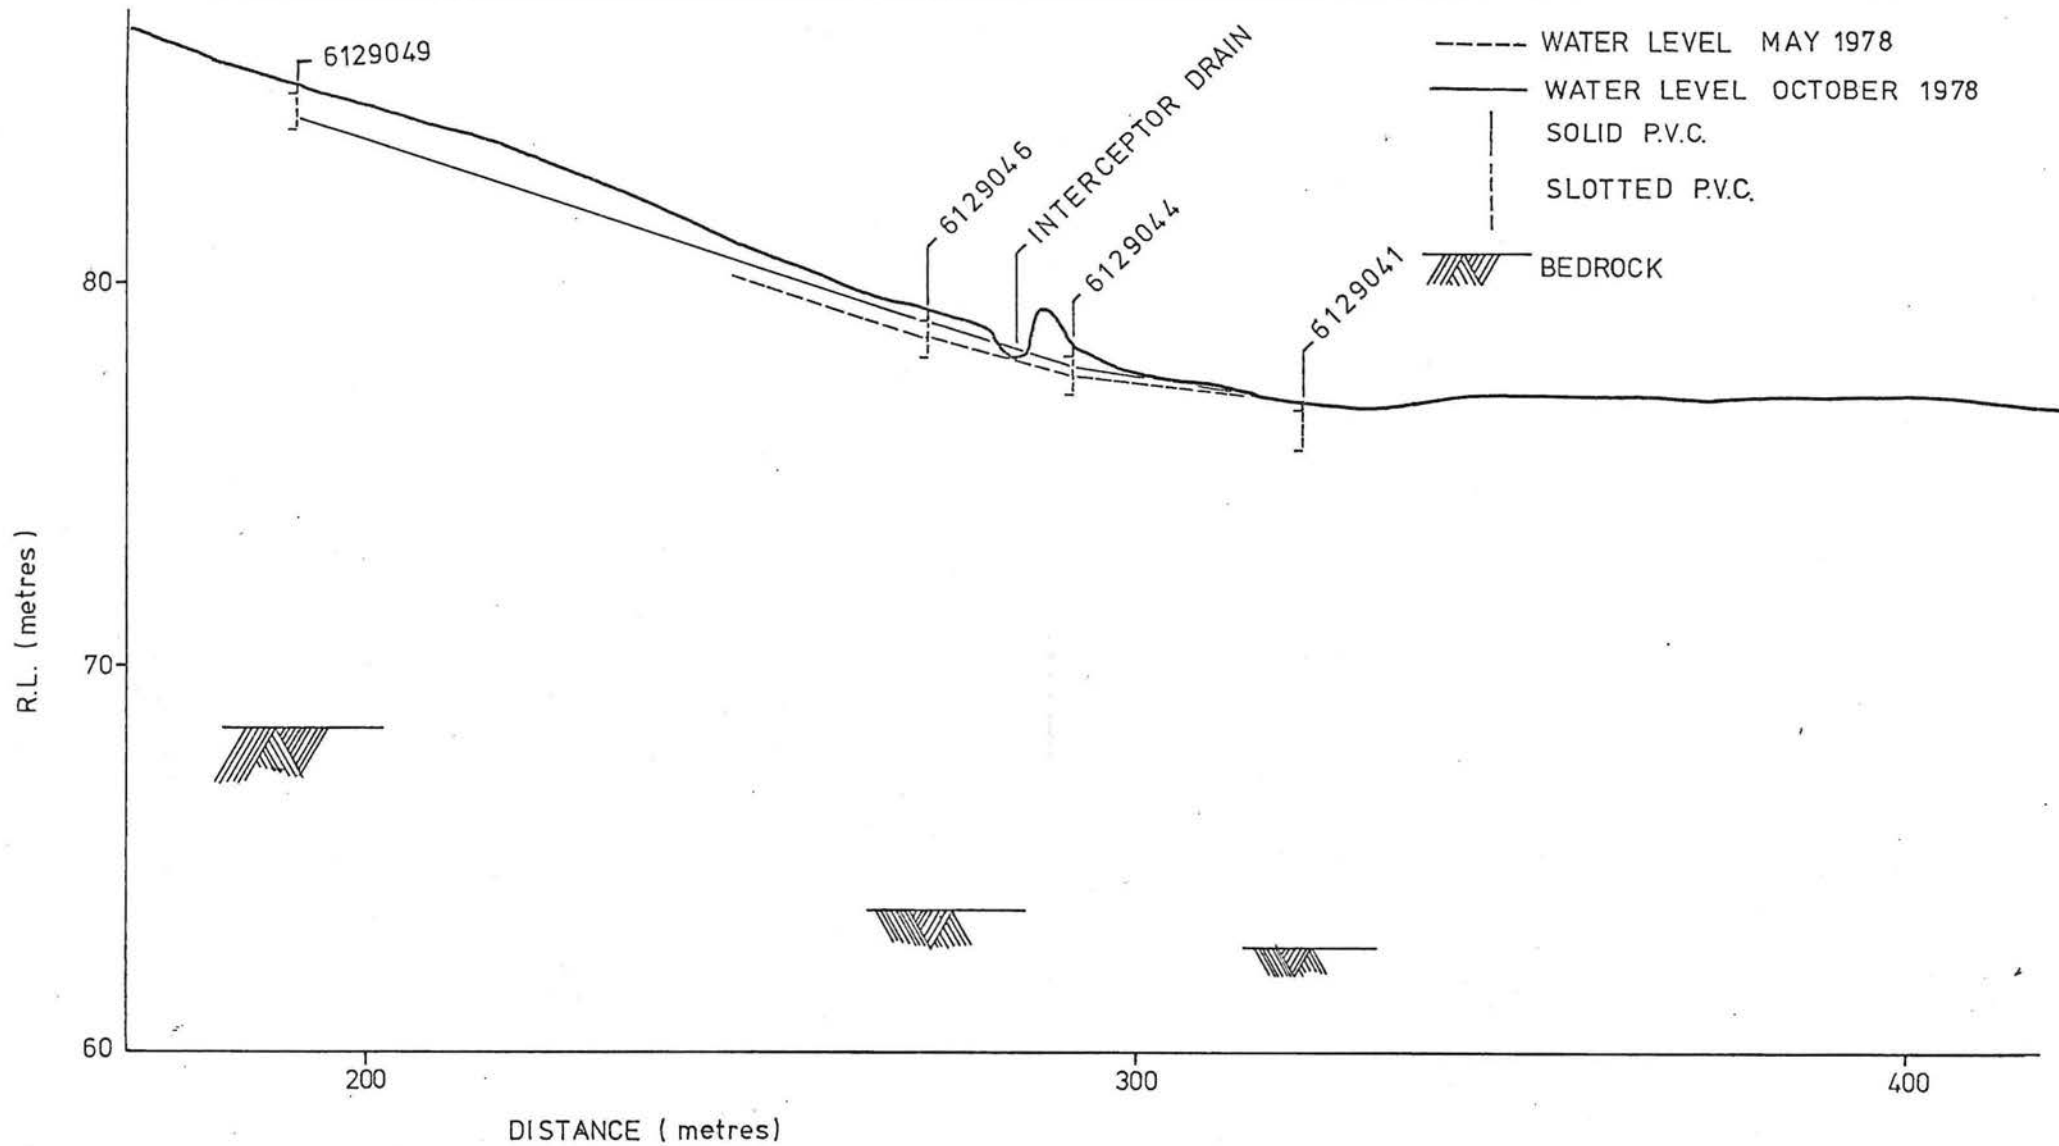 6129049
6129046
INTERCEPTOR DRAIN
6129044
6129041
WATER LEVEL MAY 1978
WATER LEVEL OCTOBER 1978
SOLID P.V.C.
SLOTTED P.V.C.
BEDROCK
80
70
60
R.L. (metres)
200
300
400
DISTANCE (metres)